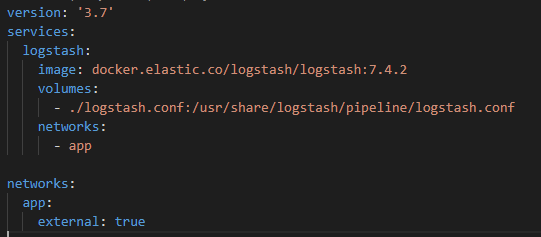 version: '3.7'
services:
  logstash:
    image: docker.elastic.co/logstash/logstash:7.4.2
    volumes:
      - ./logstash.conf:/usr/share/logstash/pipeline/logstash.conf
    networks:
      - app

networks:
  app:
    external: true